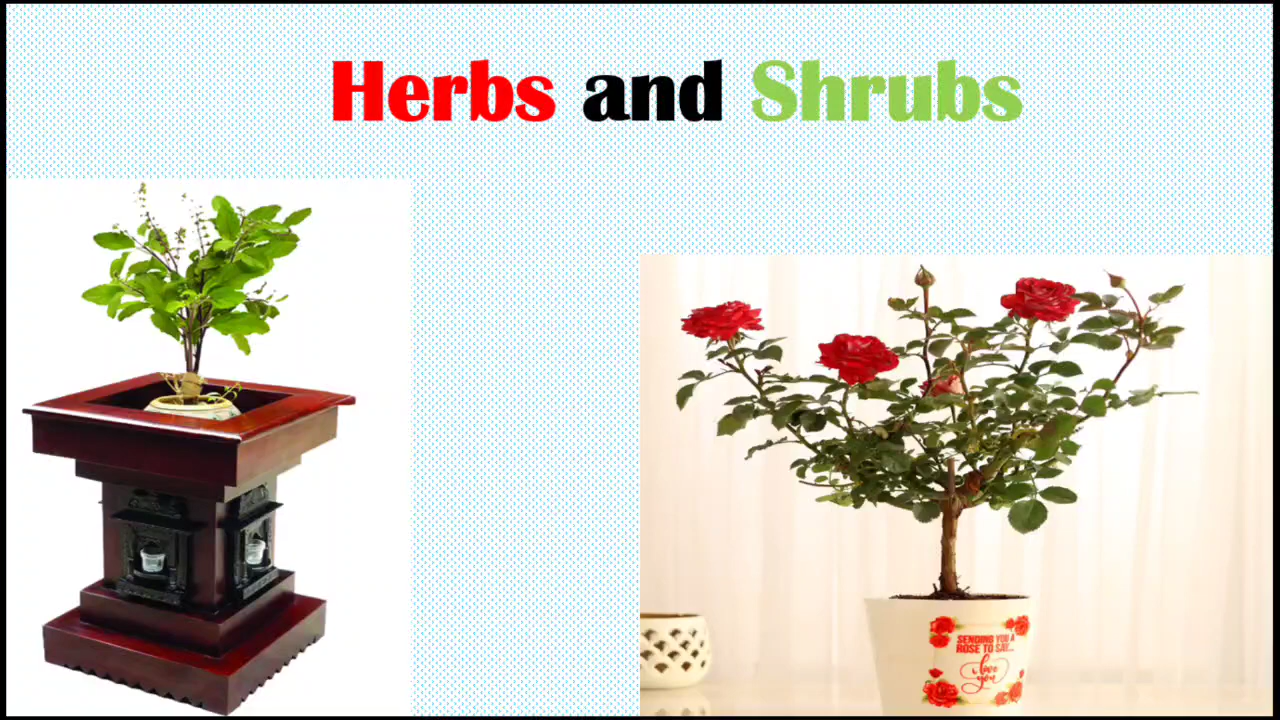 Herbs and Shrubs
SENDING YOU A
ROSE TO SAY...
i love
you